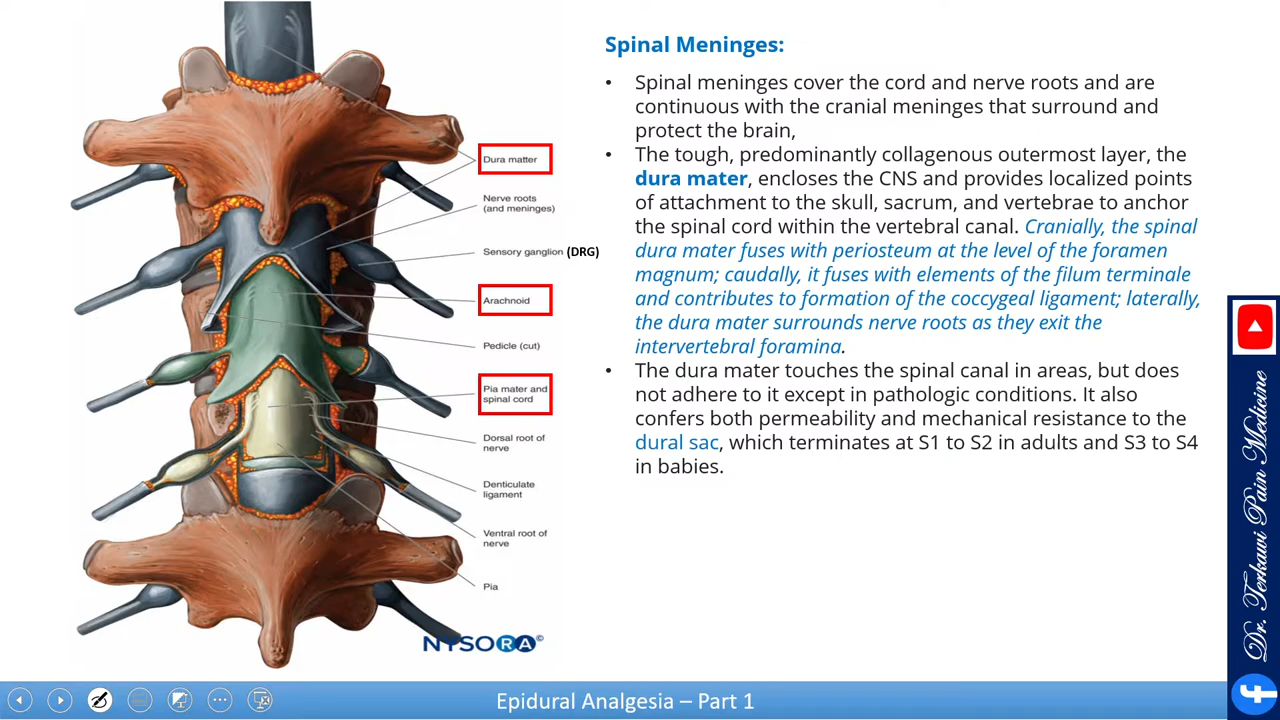 Spinal Meninges:
• Spinal meninges cover the cord and nerve roots and are
continuous with the cranial meninges that surround and
protect the brain,
• The tough, predominantly collagenous outermost layer, the
dura mater, encloses the CNS and provides localized points
of attachment to the skull, sacrum, and vertebrae to anchor
the spinal cord within the vertebral canal. Cranially, the spinal
dura mater fuses with periosteum at the level of the foramen
magnum; caudally, it fuses with elements of the filum terminale
and contributes to formation of the coccygeal ligament; laterally,
the dura mater surrounds nerve roots as they exit the
intervertebral foramina.
• The dura mater touches the spinal canal in areas, but does
not adhere to it except in pathologic conditions. It also
confers both permeability and mechanical resistance to the
dural sac, which terminates at S1 to S2 in adults and S3 to S4
in babies.
Dura matter
Nerve roots
(and meninges)
Sensory ganglion (DRG)
Arachnoid
Pedicle (cut)
Pia mater and
spinal cord
Dorsal root of
nerve
Denticulate
ligament
Ventral root of
nerve
Pia
NYSORA©
Dr. Terkawi Pain Medicine
Epidural Analgesia – Part 1